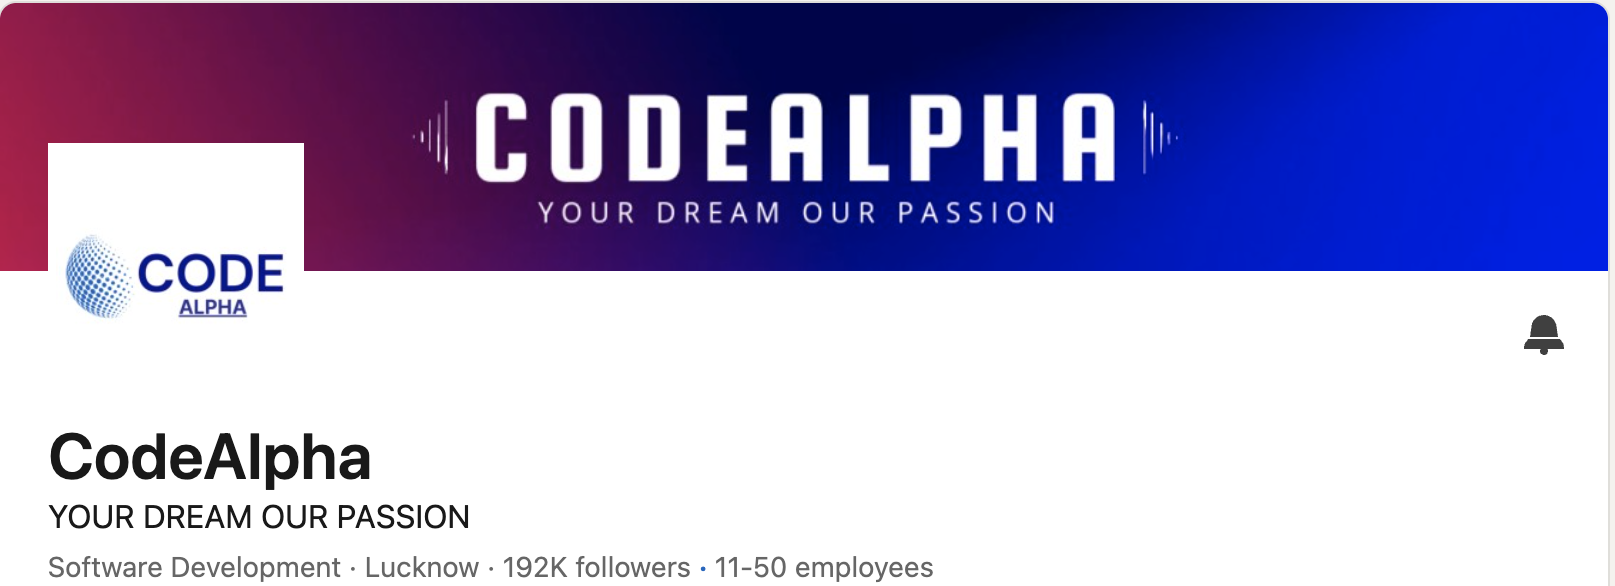 CODEALPHA
YOUR DREAM OUR PASSION
CODE
ALPHA
CodeAlpha
YOUR DREAM OUR PASSION
Software Development · Lucknow · 192K followers · 11-50 employees